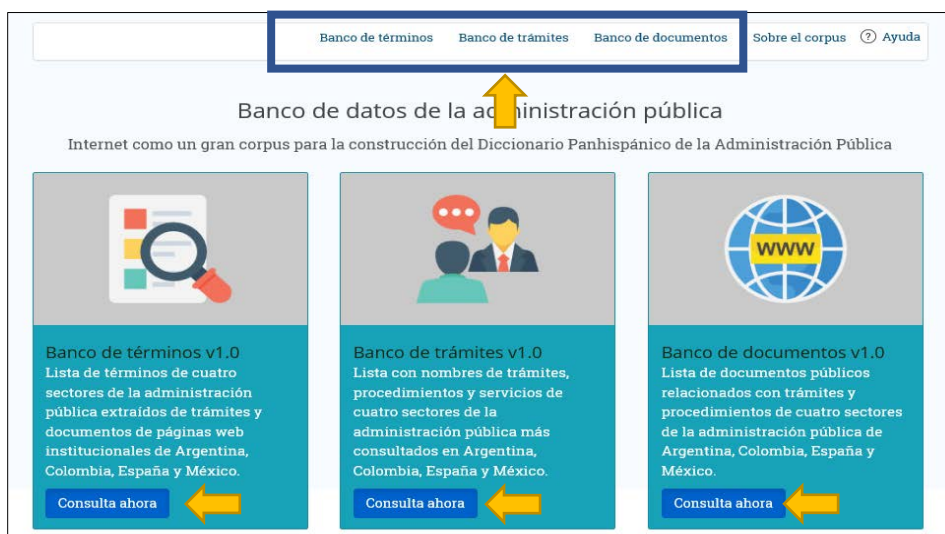 Banco de términos Banco de trámites Banco de documentos Sobre el corpus ? Ayuda
Banco de datos de la administración pública
Internet como un gran corpus para la construcción del Diccionario Panhispánico de la Administración Pública
WWW
Banco de términos v1.0
Lista de términos de cuatro
sectores de la administración
pública extraídos de trámites y
documentos de páginas web
institucionales de Argentina,
Colombia, España y México.
Consulta ahora
Banco de trámites v1.0
Lista con nombres de trámites,
procedimientos y servicios de
cuatro sectores de la
administración pública más
consultados en Argentina,
Colombia, España y México.
Consulta ahora
Banco de documentos v1.0
Lista de documentos públicos
relacionados con trámites y
procedimientos de cuatro sectores
de la administración pública de
Argentina, Colombia, España y
México.
Consulta ahora